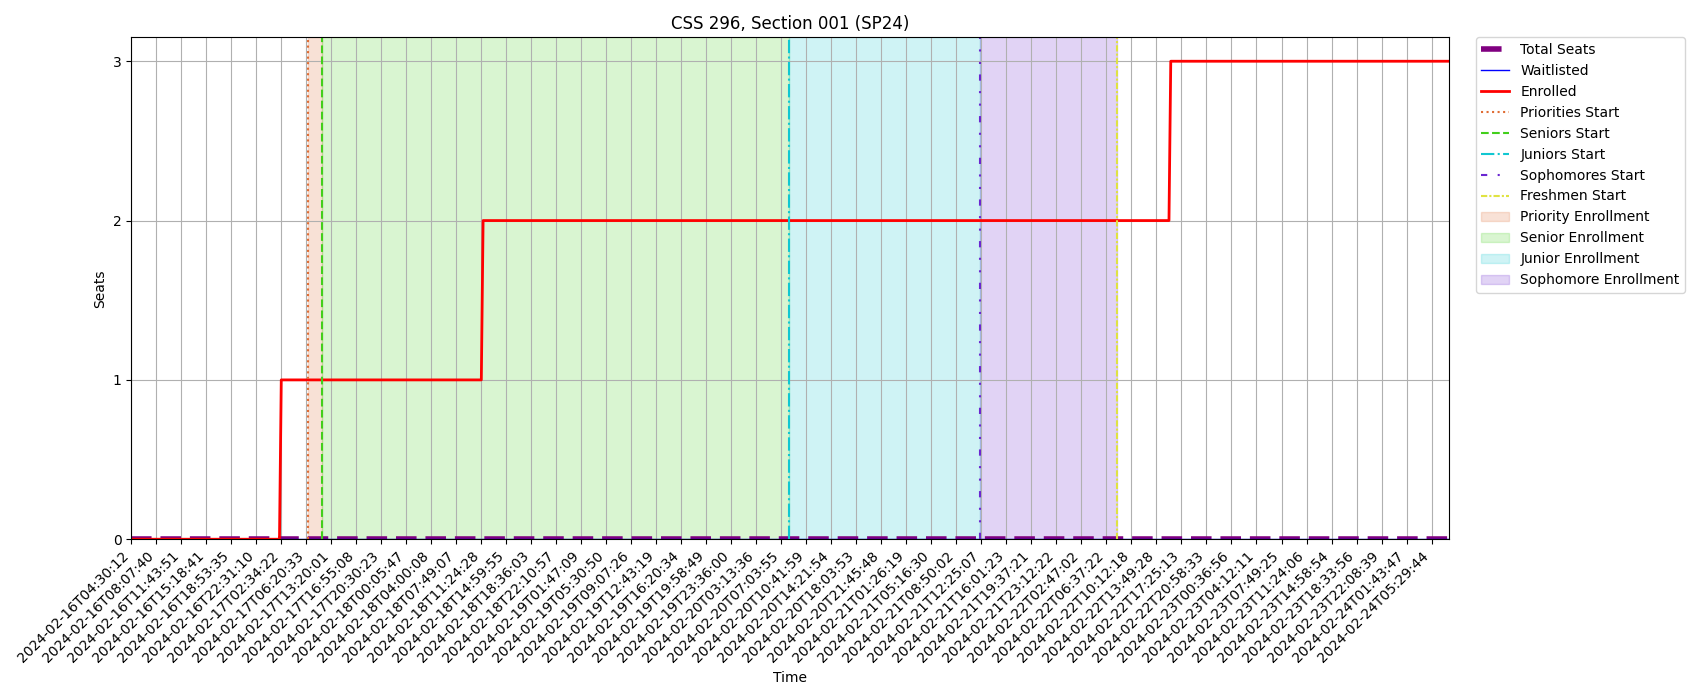 CSS 296, Section 001 (SP24)
Seats
3
2
1
0
2024-02-16T04:30:12
2024-02-16T08:07:40
2024-02-16T11:43:51
2024-02-16T15:18:41
2024-02-16T18:53:35
2024-02-16T22:31:10
2024-02-17T02:34:22
2024-02-17T06:20:33
2024-02-17T13:20:01
2024-02-17T16:55:08
2024-02-17T20:30:23
2024-02-18T00:05:47
2024-02-18T04:00:08
2024-02-18T07:49:07
2024-02-18T11:24:28
2024-02-18T14:59:55
2024-02-18T18:36:03
2024-02-18T22:10:57
2024-02-19T01:47:09
2024-02-19T05:30:50
2024-02-19T09:07:26
2024-02-19T12:43:19
2024-02-19T16:20:34
2024-02-19T19:58:49
2024-02-19T23:36:00
2024-02-20T03:13:36
2024-02-20T07:03:55
2024-02-20T10:41:59
2024-02-20T14:21:54
2024-02-20T18:03:53
2024-02-20T21:45:48
2024-02-21T01:26:19
2024-02-21T05:16:30
2024-02-21T08:50:02
2024-02-21T12:25:07
2024-02-21T16:01:23
2024-02-21T19:37:21
2024-02-21T23:12:22
2024-02-22T02:47:02
2024-02-22T06:37:22
2024-02-22T10:12:18
2024-02-22T13:49:28
2024-02-22T17:25:13
2024-02-22T20:58:33
2024-02-23T00:36:56
2024-02-23T04:12:11
2024-02-23T07:49:25
2024-02-23T11:24:06
2024-02-23T14:58:54
2024-02-23T18:33:56
2024-02-23T22:08:39
2024-02-24T01:43:47
2024-02-24T05:29:44
Time
Total Seats
Waitlisted
Enrolled
Priorities Start
Seniors Start
Juniors Start
Sophomores Start
Freshmen Start
Priority Enrollment
Senior Enrollment
Junior Enrollment
Sophomore Enrollment